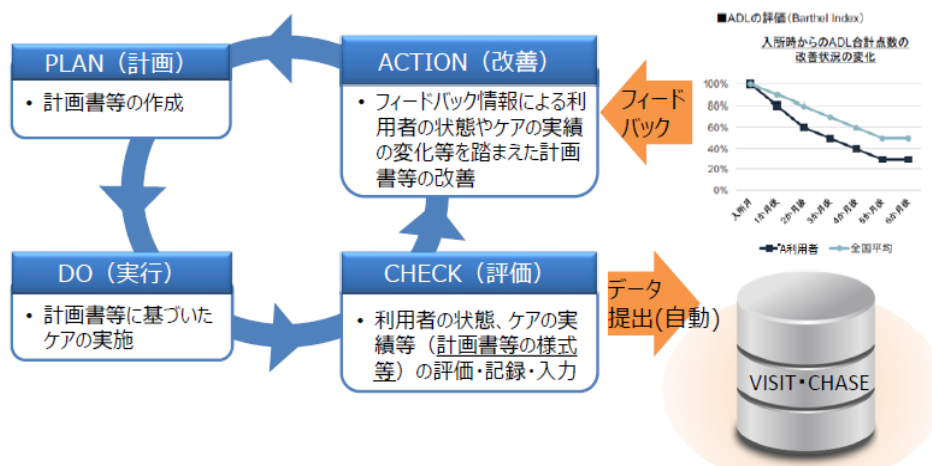 PLAN（計画）
・ 計画書等の作成
ACTION（改善）
・ フィードバック情報による利
用者の状態やケアの実績
の変化等を踏まえた計画
書等の改善
フィード
バック
■ADLの評価(Barthel Index)
入所時からのADL合計点数の
改善状況の変化
100%
80%
60%
40%
20%
0%
入所月
1か月後
2か月後
3か月後
4か月後
5か月後
6か月後
A利用者
全国平均
DO（実行）
・ 計画書等に基づいた
ケアの実施
CHECK（評価）
・ 利用者の状態、ケアの実
績等（計画書等の様式
等）の評価・記録・入力
データ
提出(自動)
VISIT・CHASE